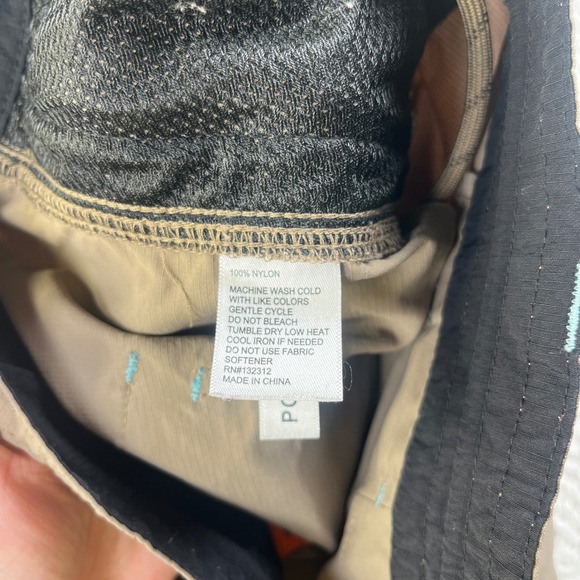 100% NYLON
MACHINE WASH COLD
WITH LIKE COLORS
GENTLE CYCLE
DO NOT BLEACH
TUMBLE DRY LOW HEAT
COOL IRON IF NEEDED
DO NOT USE FABRIC
SOFTENER
RN#132312
MADE IN CHINA